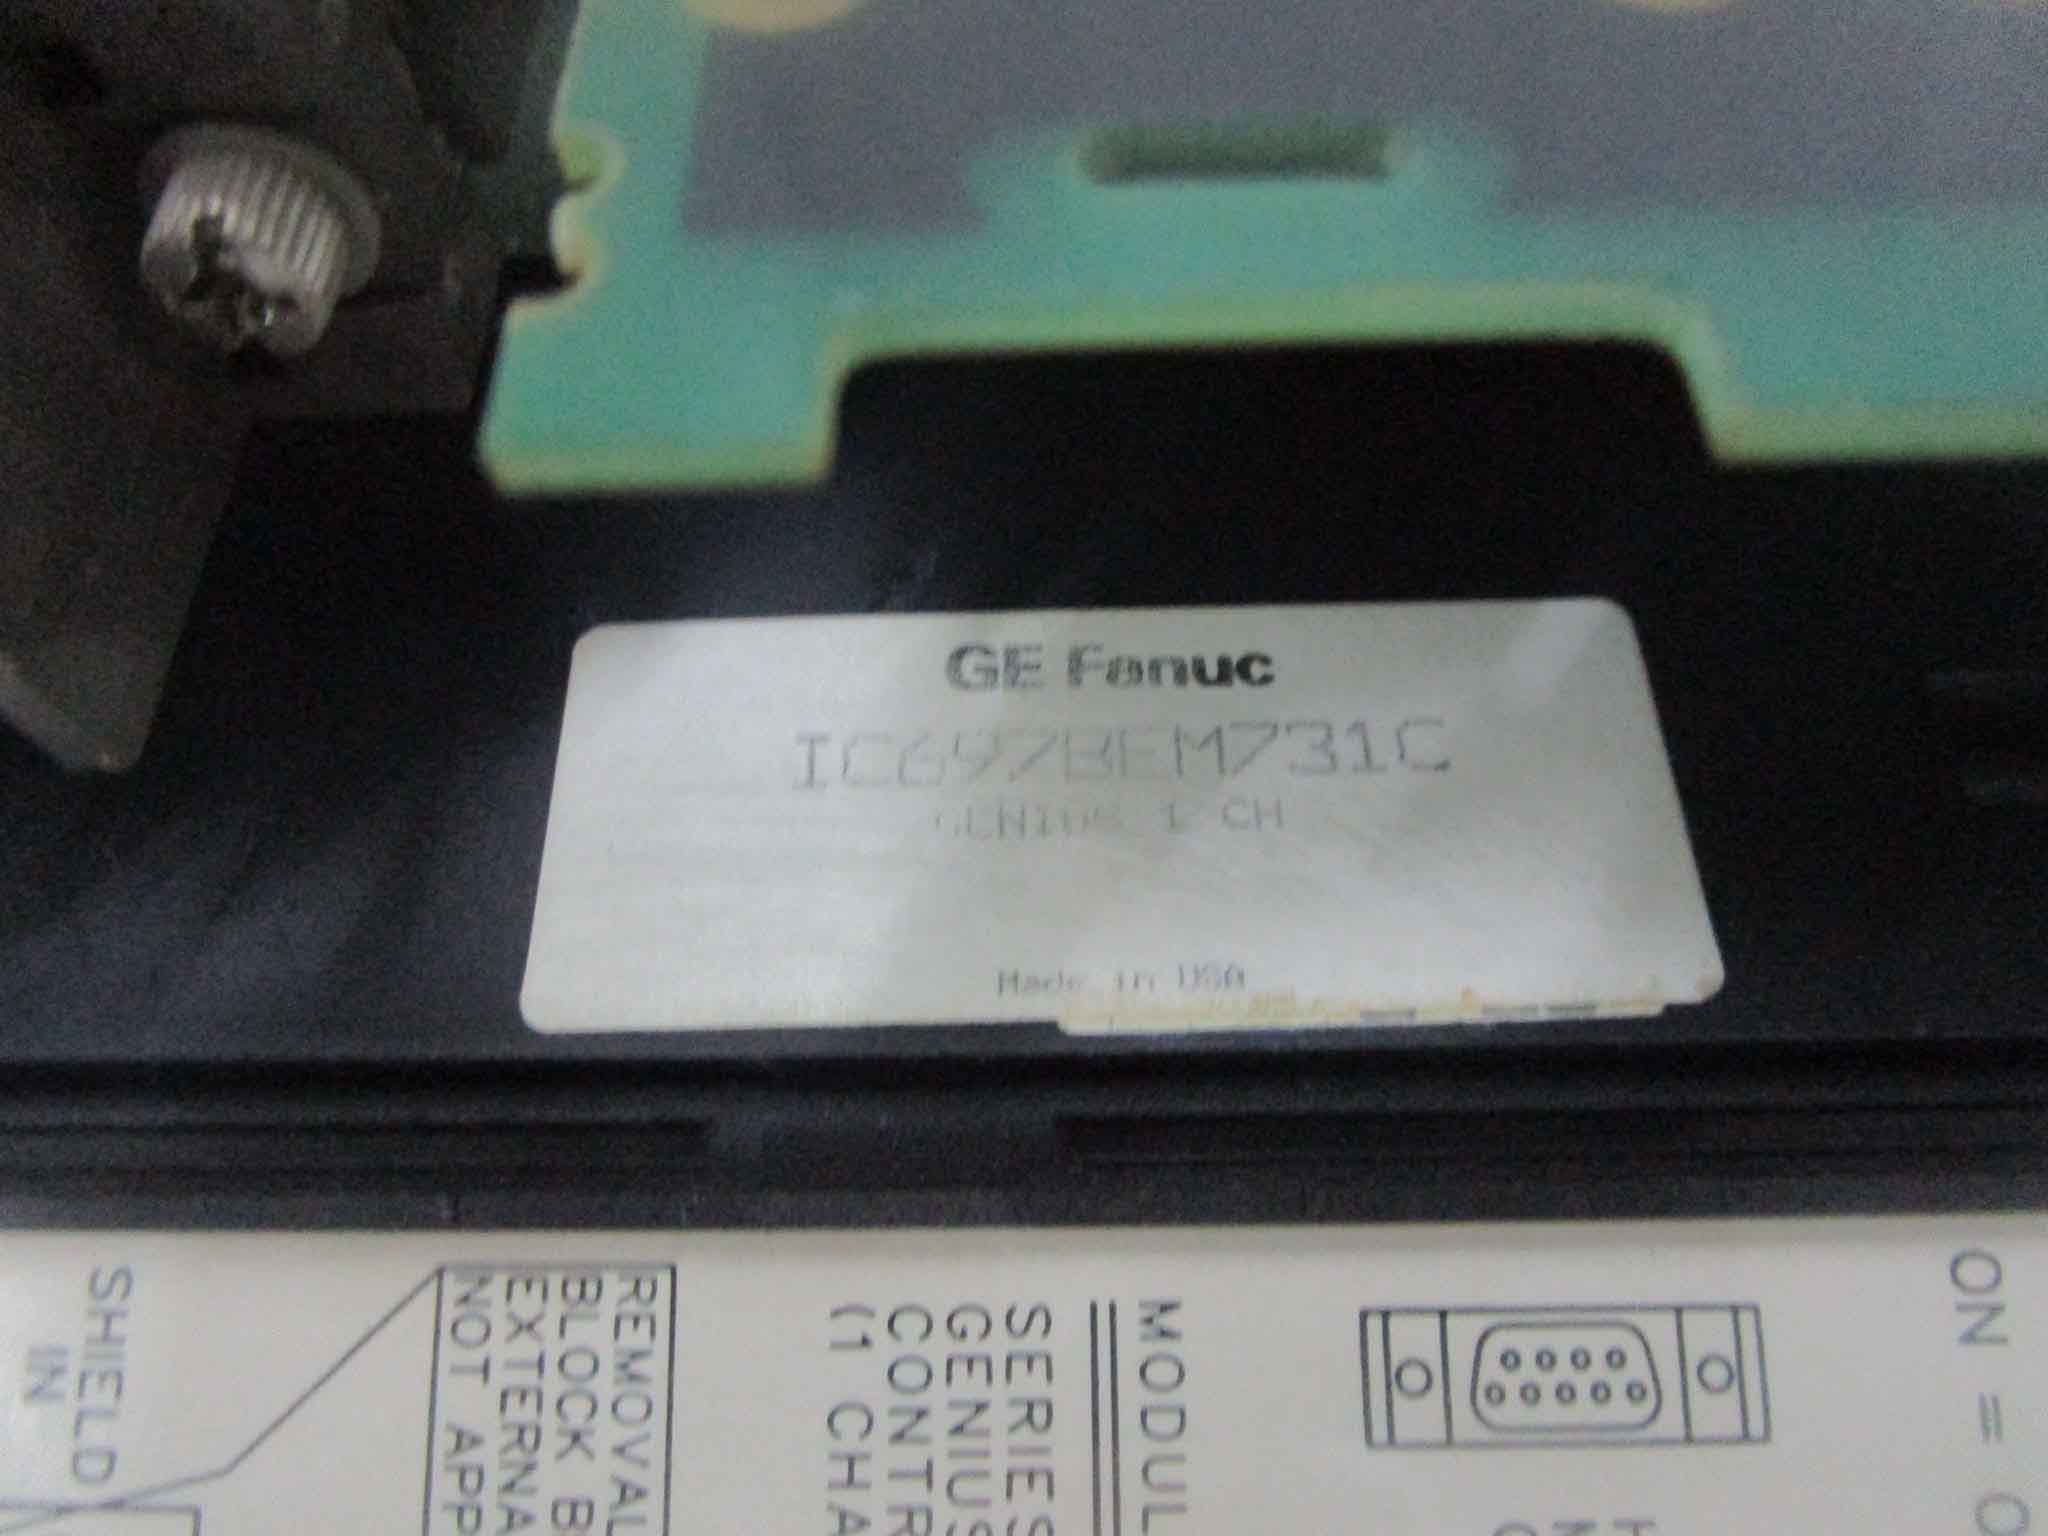 GE Fanuc
IC697BEM731C
GENIUS 1 CH
Made in USA
ON = O
MODUL
SERIES
GENIUS
CONTR
(1 CHA
REMOVAL
BLOCK B
EXTERNA
NOT APP
SHIELD
IN